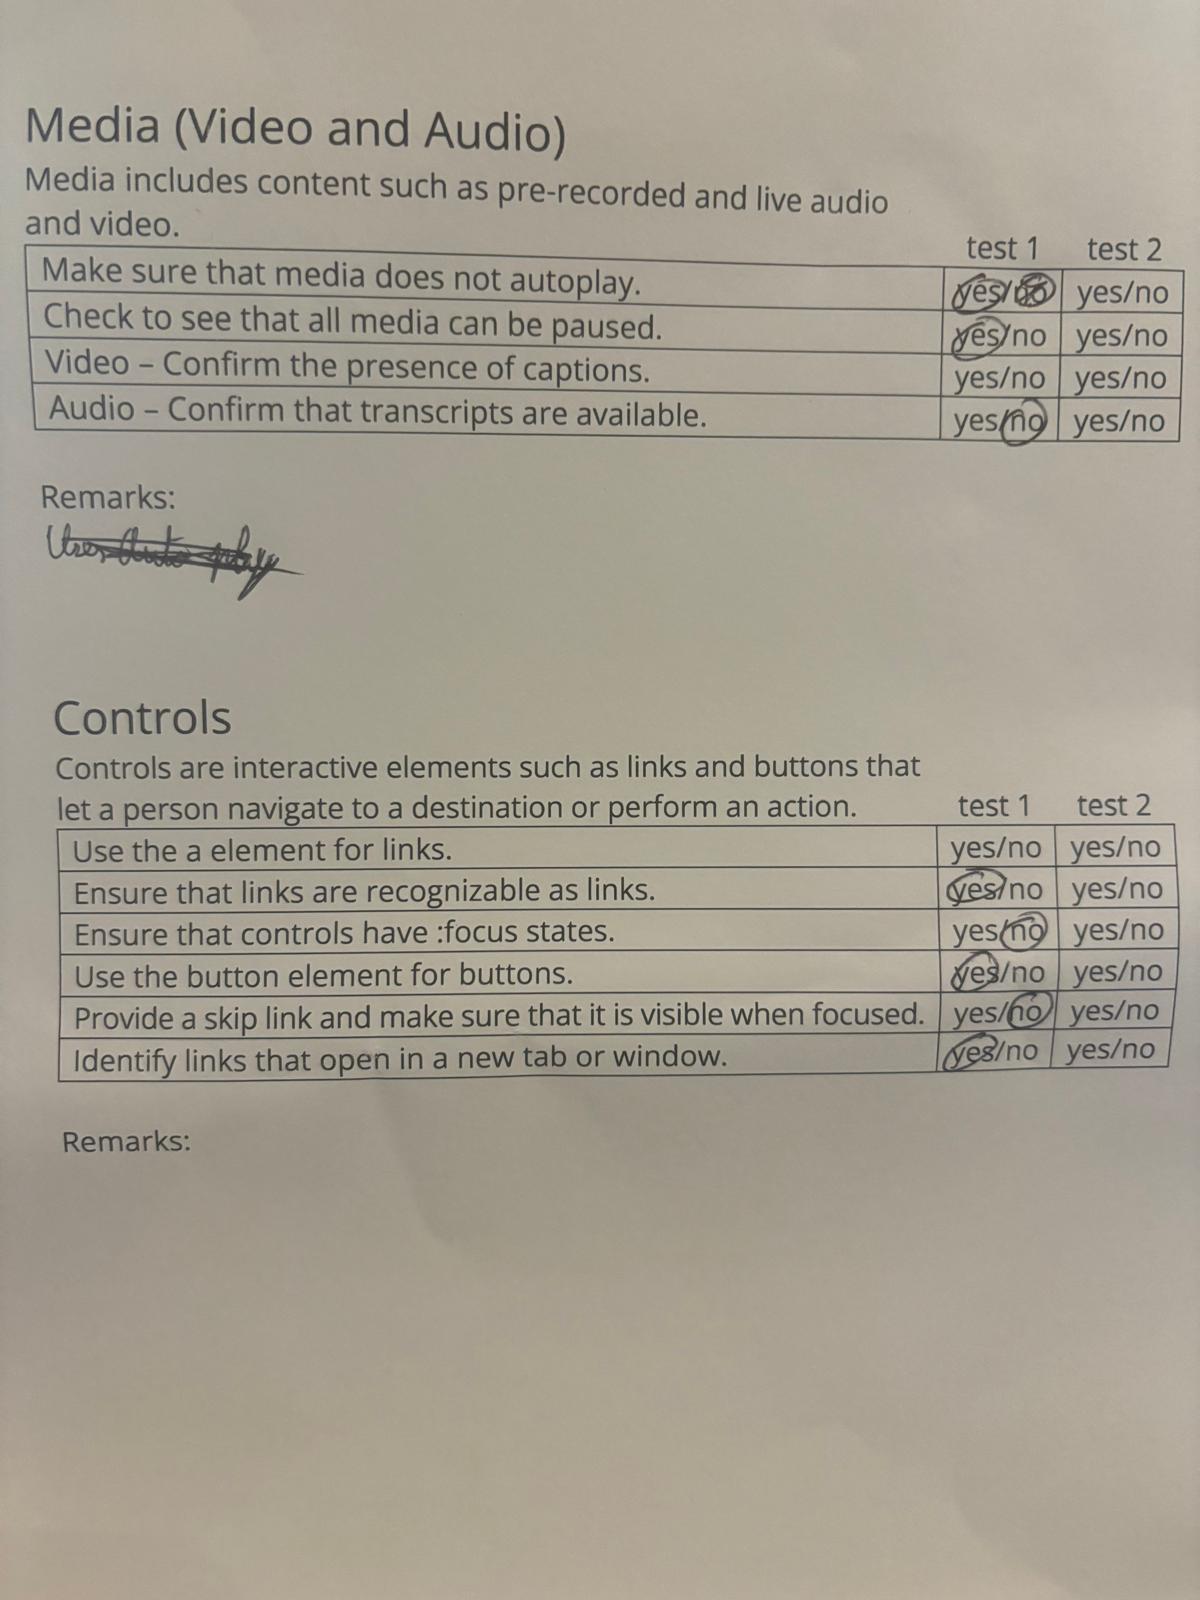 Media (Video and Audio)
Media includes content such as pre-recorded and live audio
and video.
test 1 test 2
Make sure that media does not autoplay. yes/no yes/no
Check to see that all media can be paused. yes/no yes/no
Video – Confirm the presence of captions. yes/no yes/no
Audio – Confirm that transcripts are available. yes/no yes/no
Remarks:
auto play
Controls
Controls are interactive elements such as links and buttons that
let a person navigate to a destination or perform an action.
test 1 test 2
Use the a element for links. yes/no yes/no
Ensure that links are recognizable as links. yes/no yes/no
Ensure that controls have :focus states. yes/no yes/no
Use the button element for buttons. yes/no yes/no
Provide a skip link and make sure that it is visible when focused. yes/no yes/no
Identify links that open in a new tab or window. yes/no yes/no
Remarks: